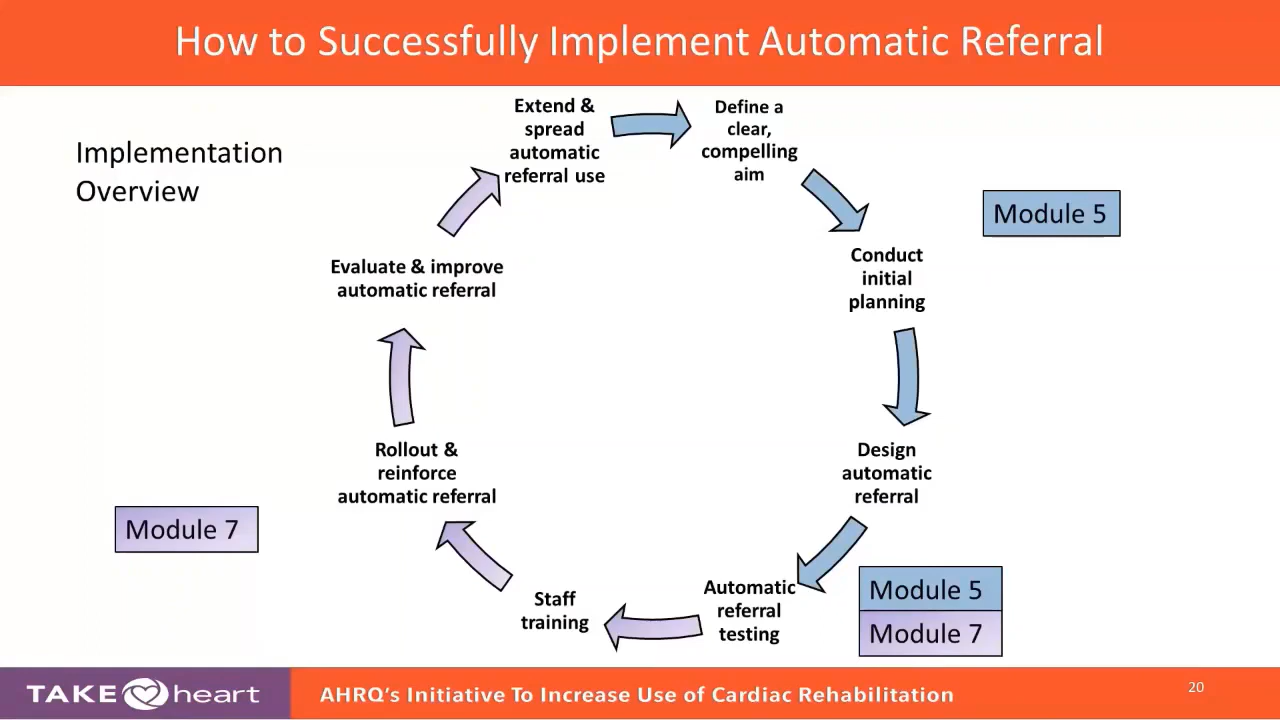 How to Successfully Implement Automatic Referral
Implementation
Overview
Extend &
spread
automatic
referral use
Define a
clear,
compelling
aim
Module 5
Conduct
initial
planning
Design
automatic
referral
Module 5
Module 7
Automatic
referral
testing
Staff
training
Module 7
Rollout &
reinforce
automatic referral
Evaluate & improve
automatic referral
TAKE heart
AHRQ's Initiative To Increase Use of Cardiac Rehabilitation
20